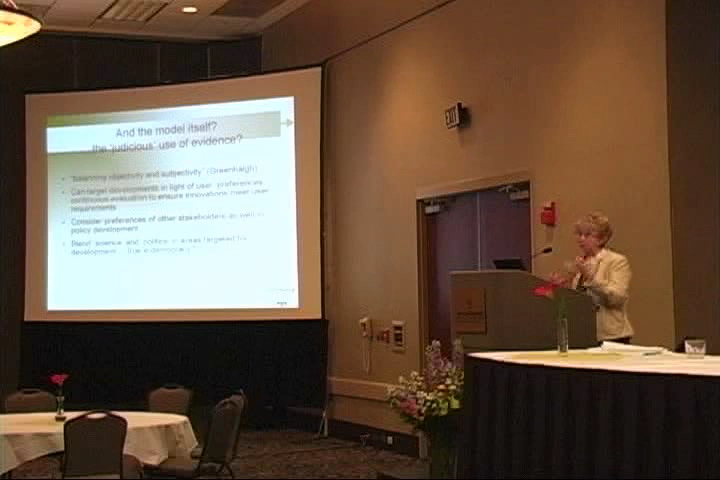 And the model itself?
the 'judicious' use of evidence?
"balancing objectivity and subjectivity" (Greenhalgh)
Can target developments in light of user preferences
continuous evaluation to ensure innovations meet user
requirements
Consider preferences of other stakeholders as well in
policy development
science and politics in areas targeted for
development
EXIT